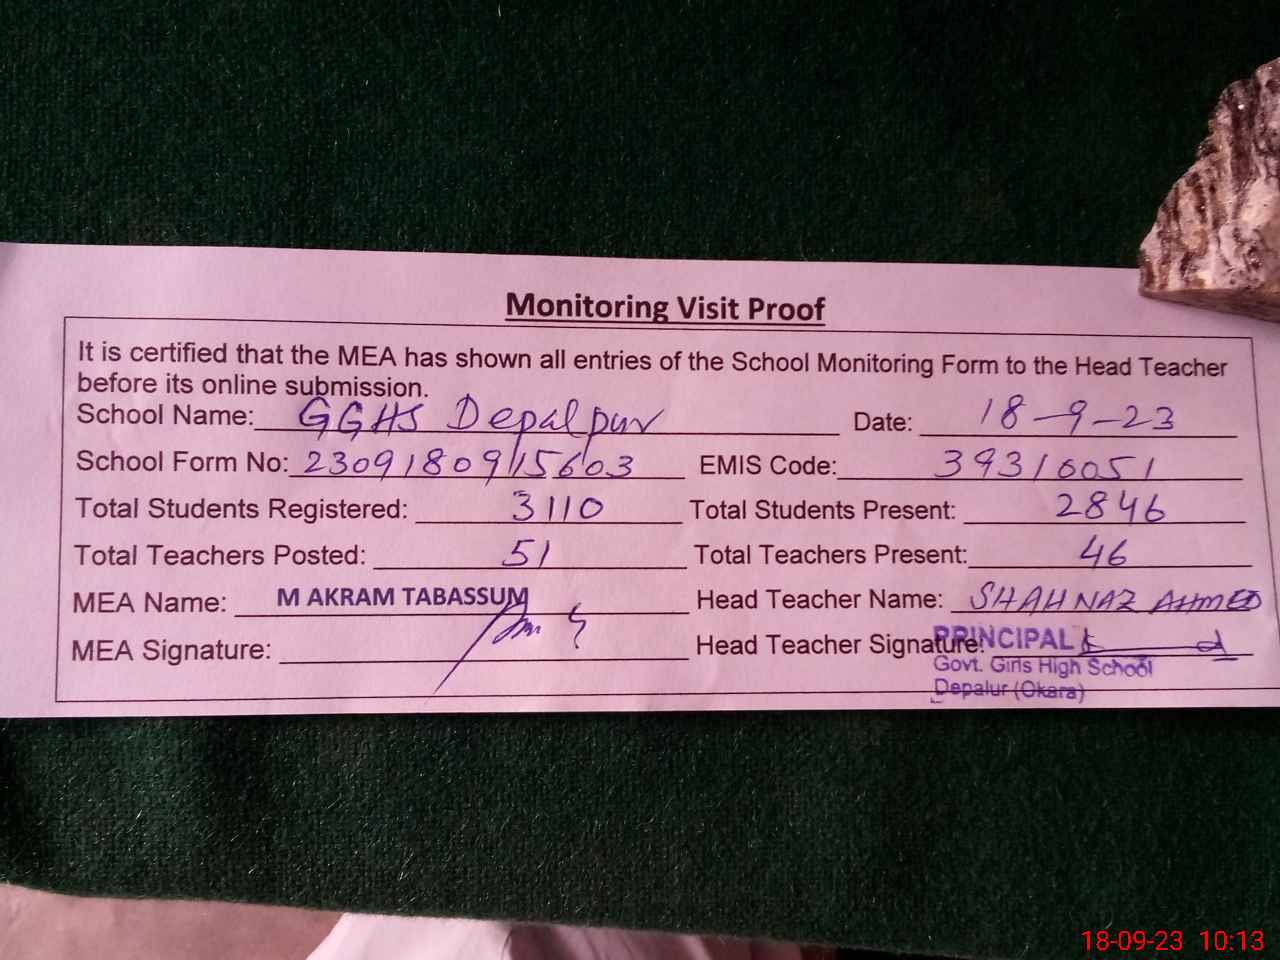 Monitoring Visit Proof
It is certified that the MEA has shown all entries of the School Monitoring Form to the Head Teacher
before its online submission.
School Name: GGHS Depalpur Date: 18-9-23
School Form No: 23091809115603 EMIS Code: 39316051
Total Students Registered: 3110 Total Students Present: 2846
Total Teachers Posted: 51 Total Teachers Present: 46
MEA Name: M AKRAM TABASSUM Head Teacher Name: SHAHNAZ AHMED
MEA Signature: Head Teacher Signature:
PRINCIPAL
Govt. Girls High School
Depalur (Okara)
18-09-23 10:13